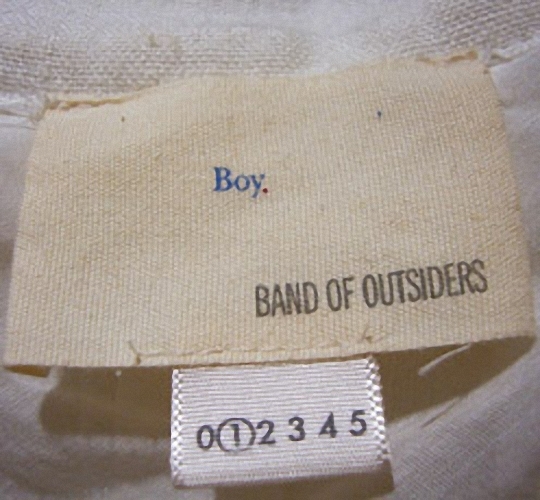 Boy.
BAND OF OUTSIDERS
0 1 2 3 4 5